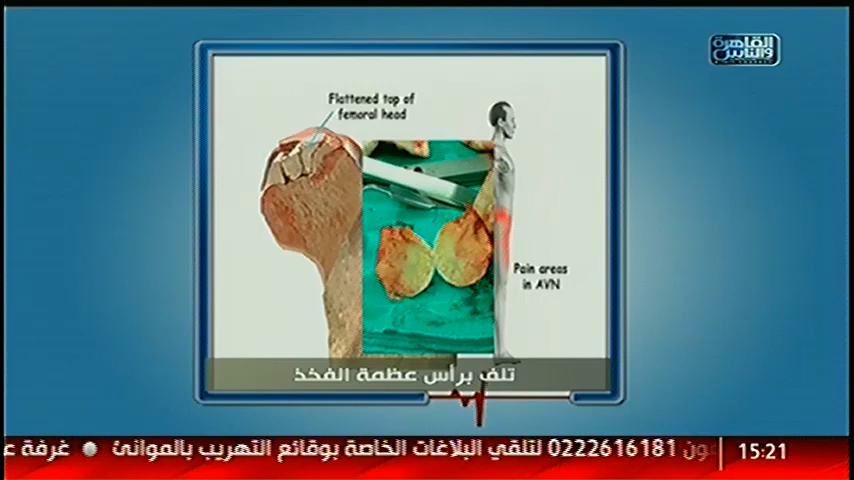 القاهرة
والناس
Flattened top of
femoral head
Pain areas
in AVN
تلف برأس عظمة الفخذ
15:21
0222616181 لتلقي البلاغات الخاصة بوقائع التهريب بالموانئ
غرفة